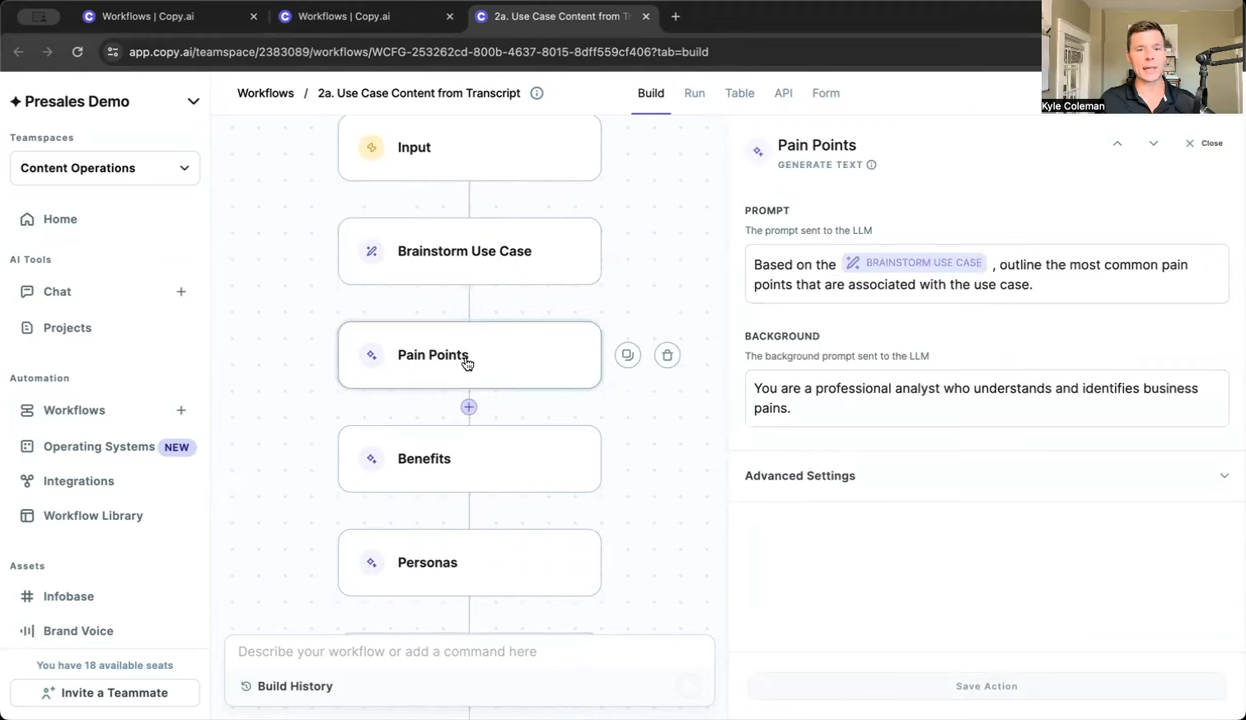 Workflows | Copy.ai
Workflows | Copy.ai
2a. Use Case Content from Tr
app.copy.ai/teamspace/2383089/workflows/WCFG-253262cd-800b-4637-8015-8dff559cf406?tab=build
Kyle Coleman
Presales Demo
Teamspaces
Content Operations
Home
AI Tools
Chat
Projects
Automation
Workflows
Operating Systems NEW
Integrations
Workflow Library
Assets
Infobase
Brand Voice
You have 18 available seats
Invite a Teammate
Workflows / 2a. Use Case Content from Transcript
Build Run Table API Form
Input
Brainstorm Use Case
Pain Points
Benefits
Personas
Describe your workflow or add a command here
Build History
Pain Points
GENERATE TEXT
Close
PROMPT
The prompt sent to the LLM
Based on the BRAINSTORM USE CASE , outline the most common pain
points that are associated with the use case.
BACKGROUND
The background prompt sent to the LLM
You are a professional analyst who understands and identifies business
pains.
Advanced Settings
Save Action